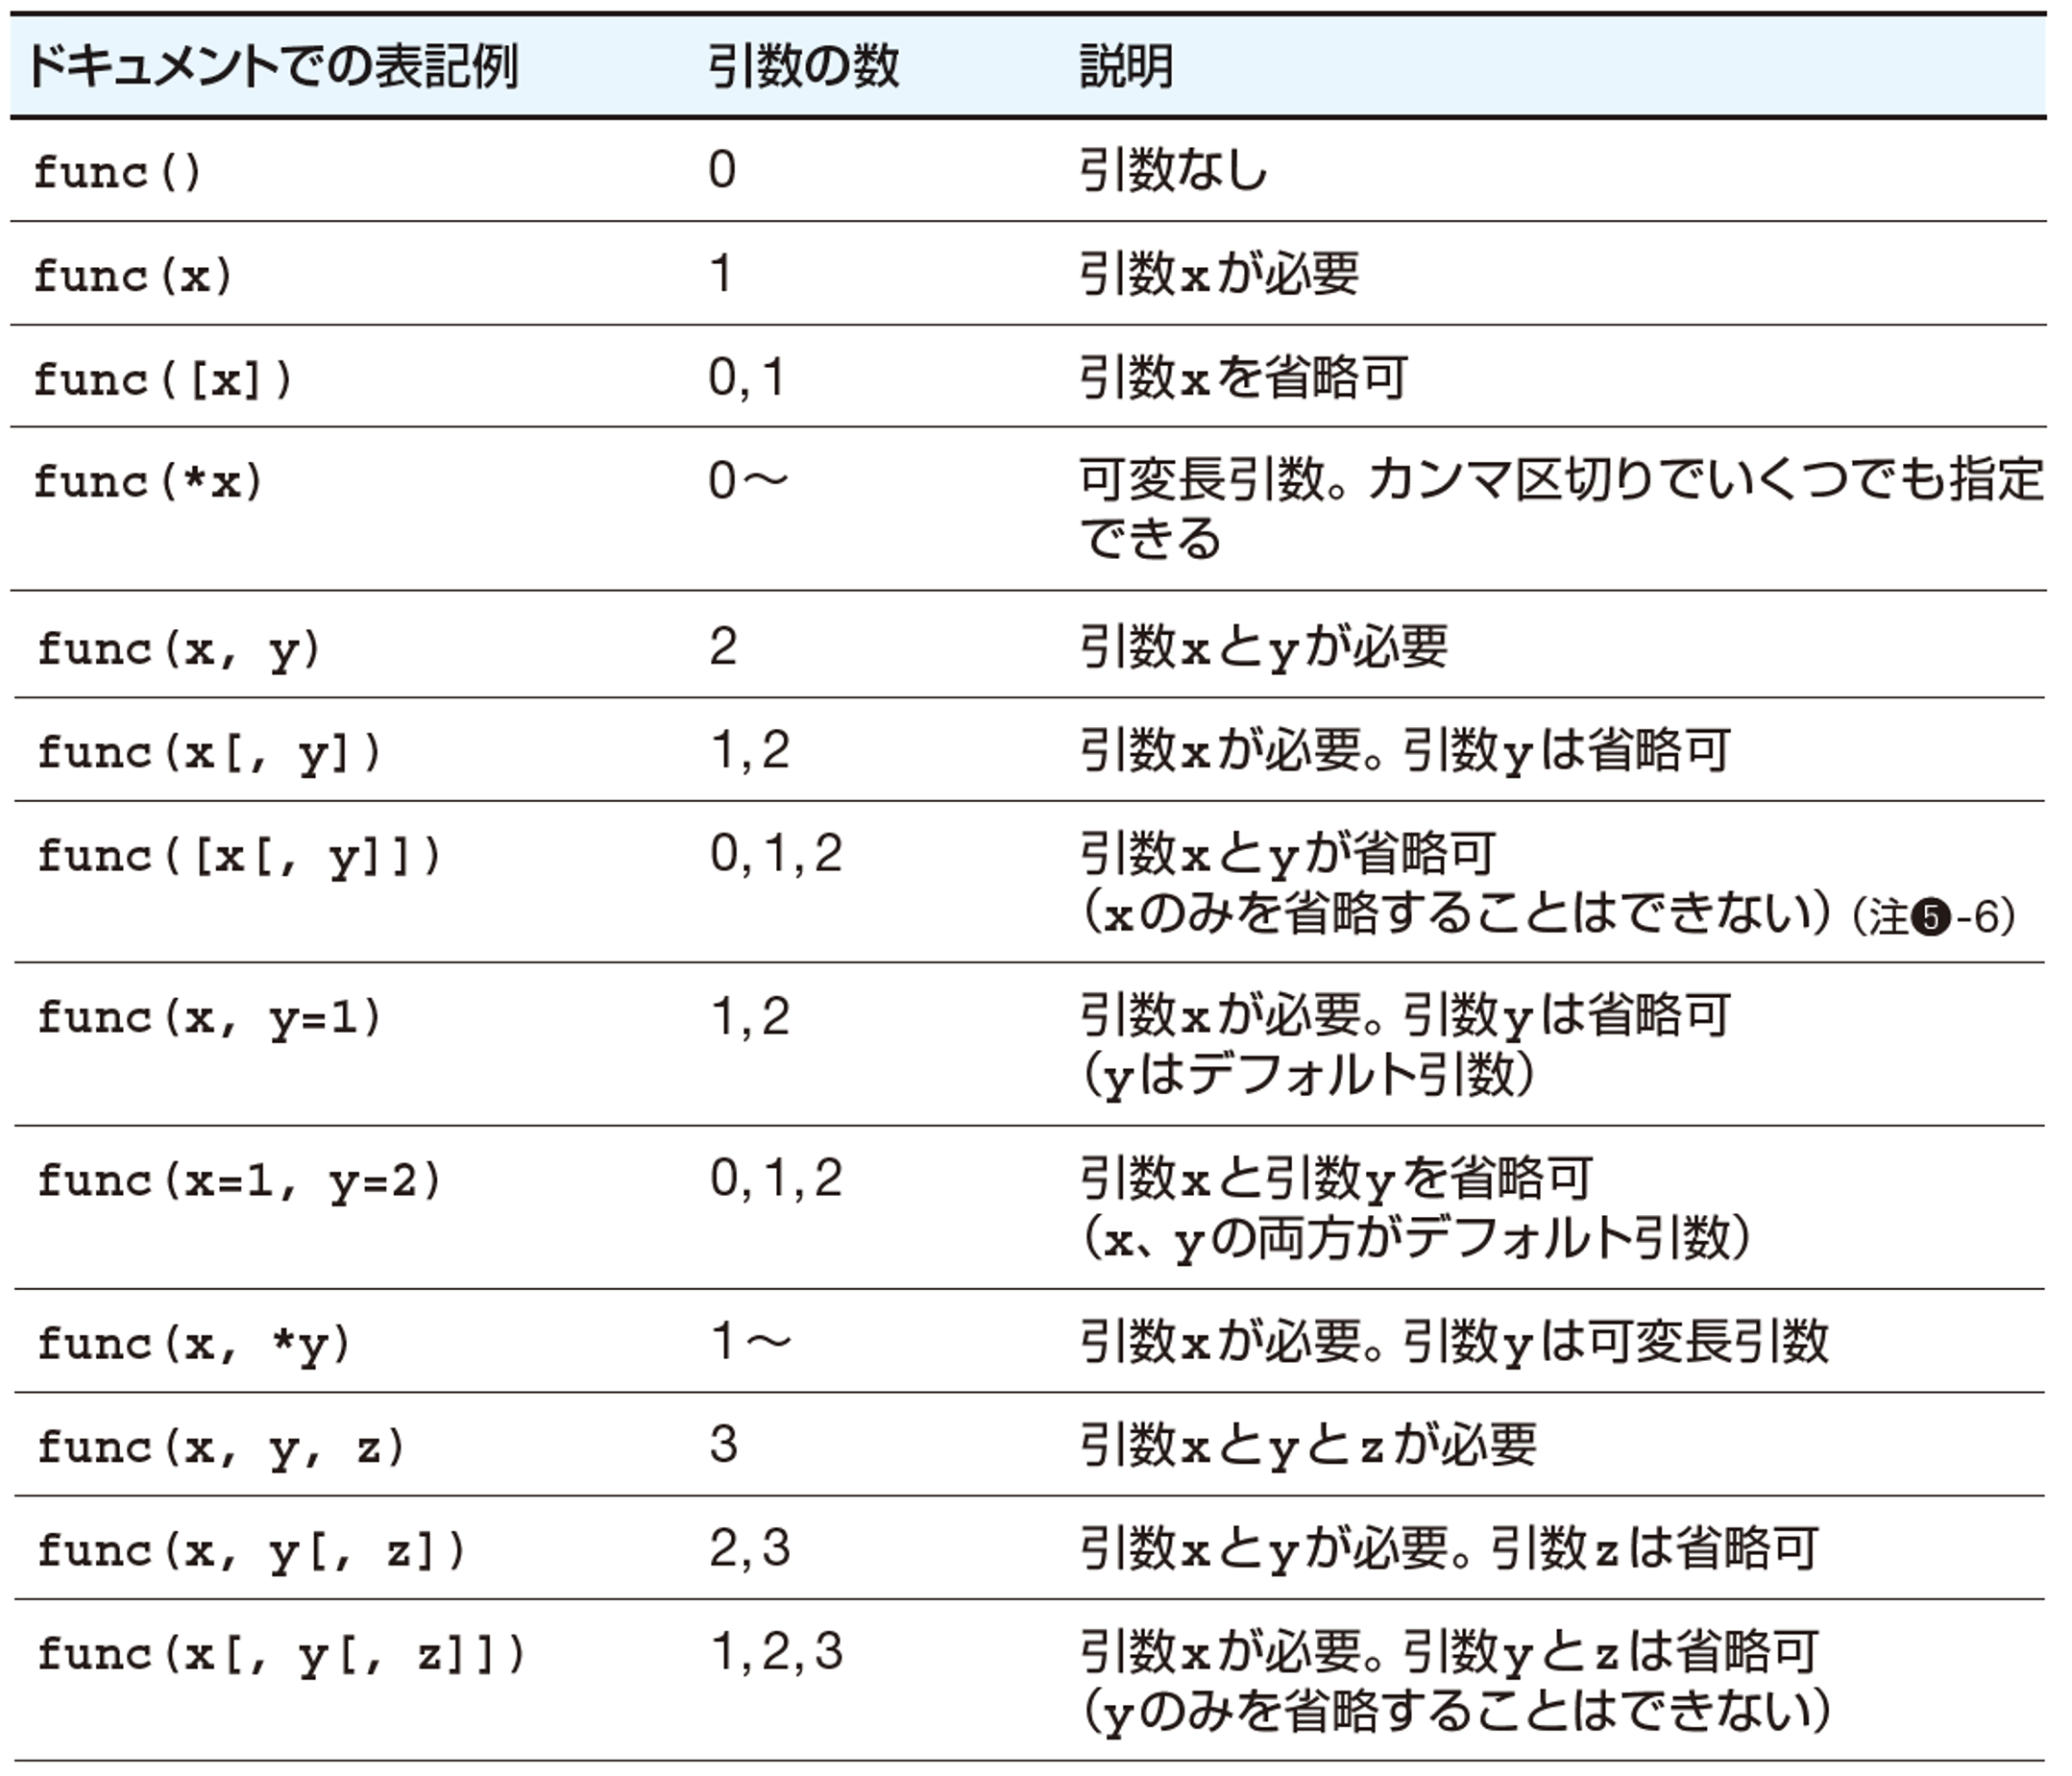 ドキュメントでの表記例 引数の数 説明
func() 0 引数なし
func(x) 1 引数xが必要
func([x]) 0,1 引数xを省略可
func(*x) 0〜 可変長引数。カンマ区切りでいくつでも指定
できる
func(x, y) 2 引数xとyが必要
func(x[, y]) 1,2 引数xが必要。引数yは省略可
func([x[, y]]) 0,1,2 引数xとyが省略可
（xのみを省略することはできない）（注❺-6）
func(x, y=1) 1,2 引数xが必要。引数yは省略可
（yはデフォルト引数）
func(x=1, y=2) 0,1,2 引数xと引数yを省略可
（x、yの両方がデフォルト引数）
func(x, *y) 1〜 引数xが必要。引数yは可変長引数
func(x, y, z) 3 引数xとyとzが必要
func(x, y[, z]) 2,3 引数xとyが必要。引数zは省略可
func(x[, y[, z]]) 1,2,3 引数xが必要。引数yとzは省略可
（yのみを省略することはできない）